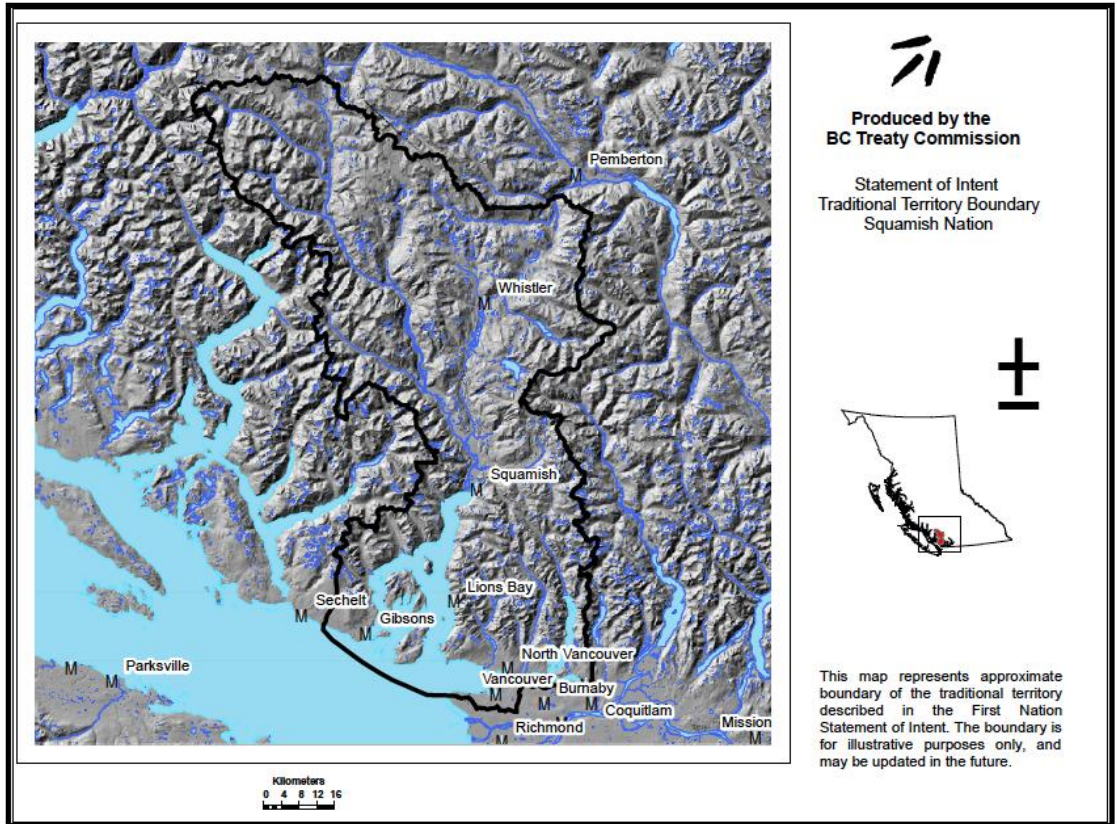 Produced by the
BC Treaty Commission
Statement of Intent
Traditional Territory Boundary
Squamish Nation
Pemberton
M
Whistler
M
±
Squamish
M
Lions Bay
M
Sechelt
M
Gibsons
M
North Vancouver
M
Parksville
M
M
Vancouver
M
Burnaby
M
M
Coquitlam
Richmond
M
Mission
M
This map represents approximate
boundary of the traditional territory
described in the First Nation
Statement of Intent. The boundary is
for illustrative purposes only, and
may be updated in the future.
Kilometers
0 4 8 12 16